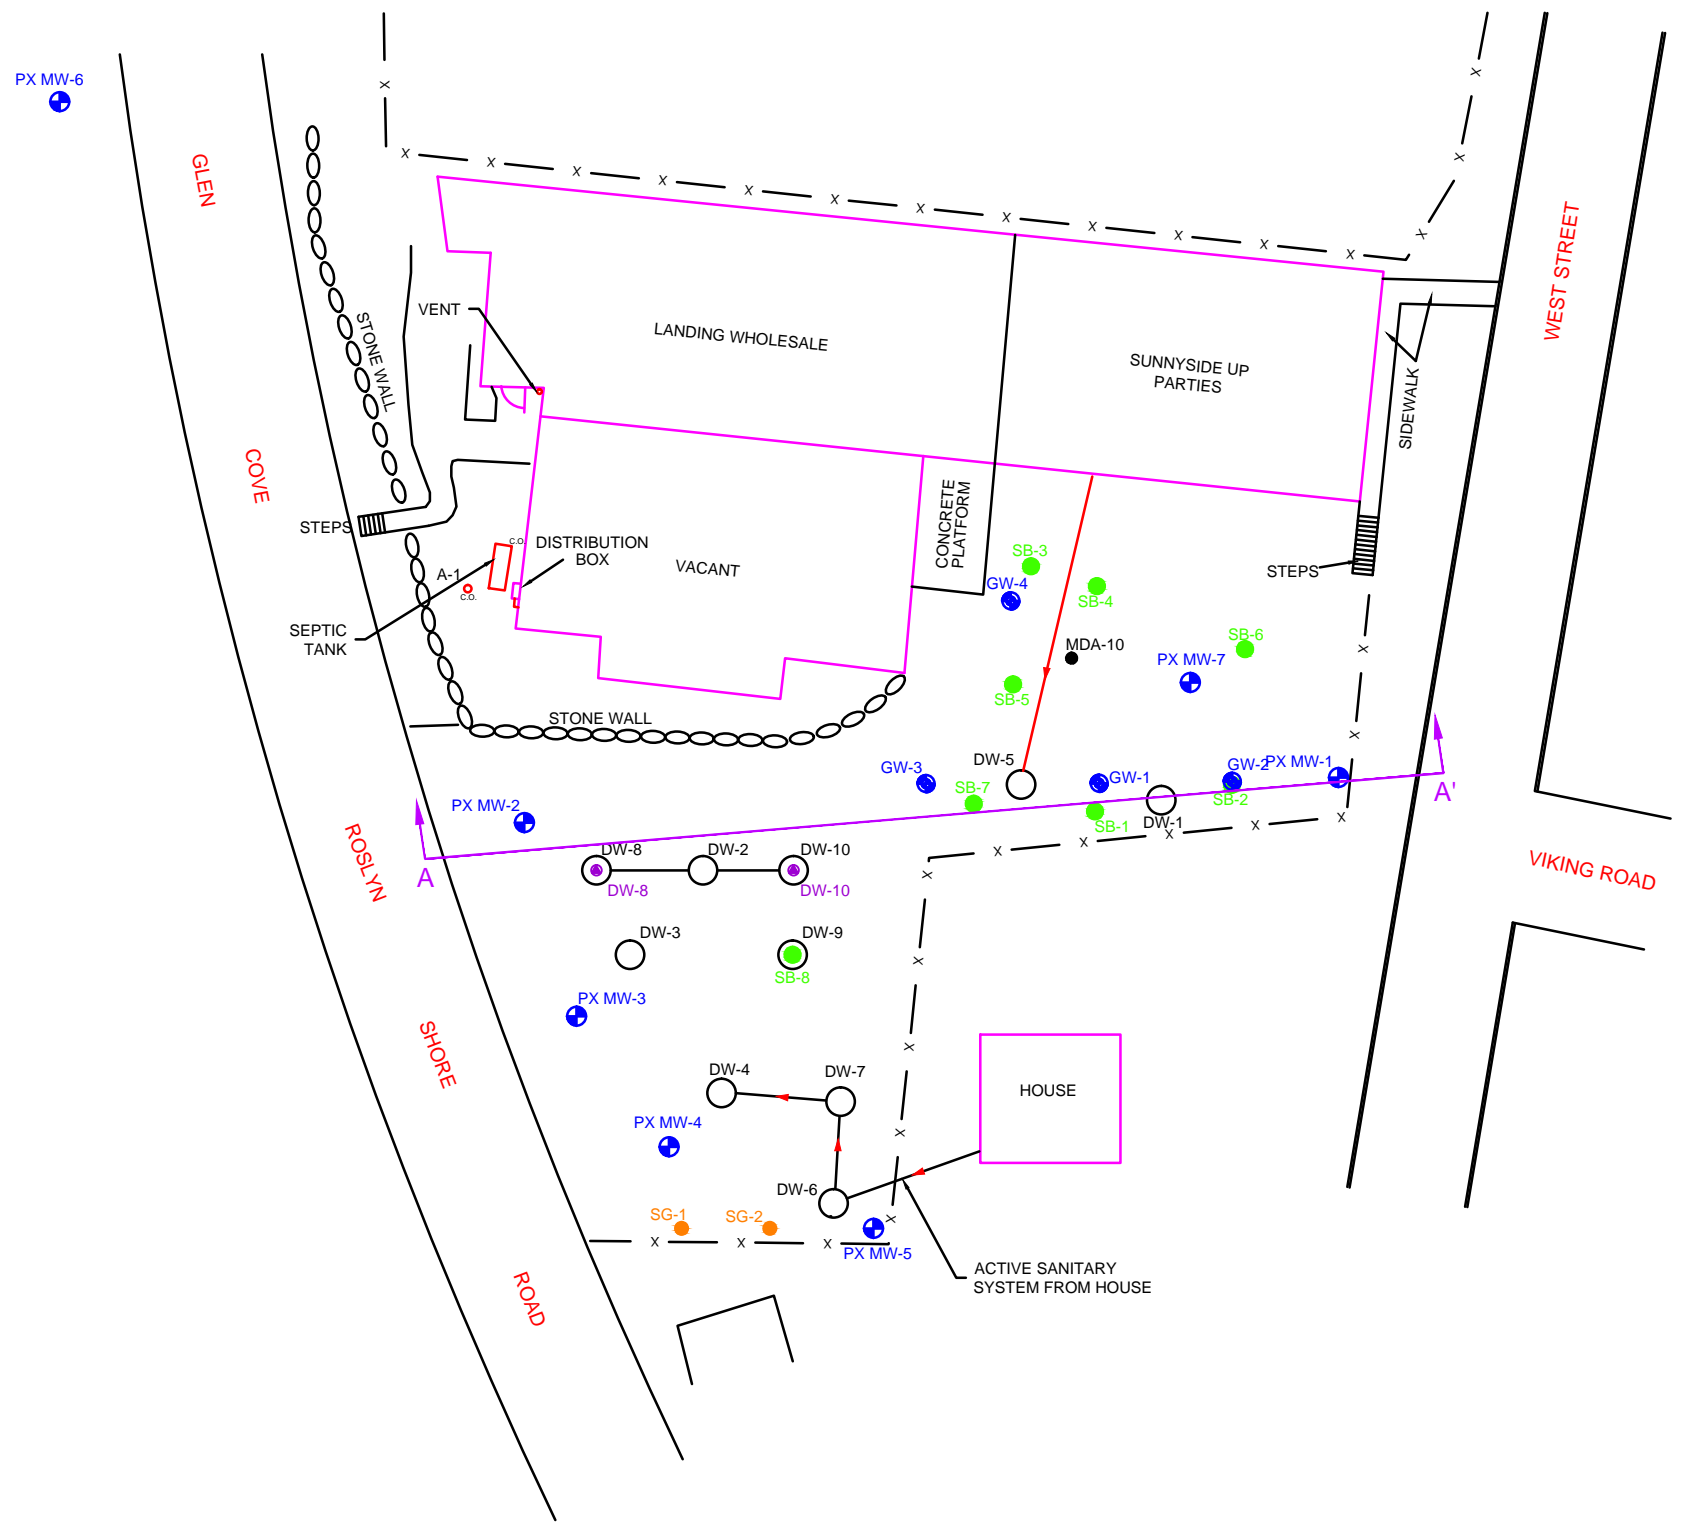 PX MW-6
GLEN
COVE
ROSLYN
SHORE
ROAD
WEST STREET
VIKING ROAD
STONE WALL
VENT
LANDING WHOLESALE
SUNNYSIDE UP
PARTIES
SIDEWALK
STEPS
C.O.
DISTRIBUTION
BOX
A-1
C.O.
SEPTIC
TANK
VACANT
CONCRETE
PLATFORM
SB-3
GW-4
SB-4
STEPS
MDA-10
SB-6
PX MW-7
SB-5
STONE WALL
DW-5
GW-3
SB-7
GW-1
GW-2
PX MW-1
SB-2
SB-1
DW-1
A'
PX MW-2
A
DW-8
DW-2
DW-10
DW-8
DW-10
DW-3
DW-9
SB-8
PX MW-3
HOUSE
DW-4
DW-7
PX MW-4
DW-6
SG-1
SG-2
PX MW-5
ACTIVE SANITARY
SYSTEM FROM HOUSE